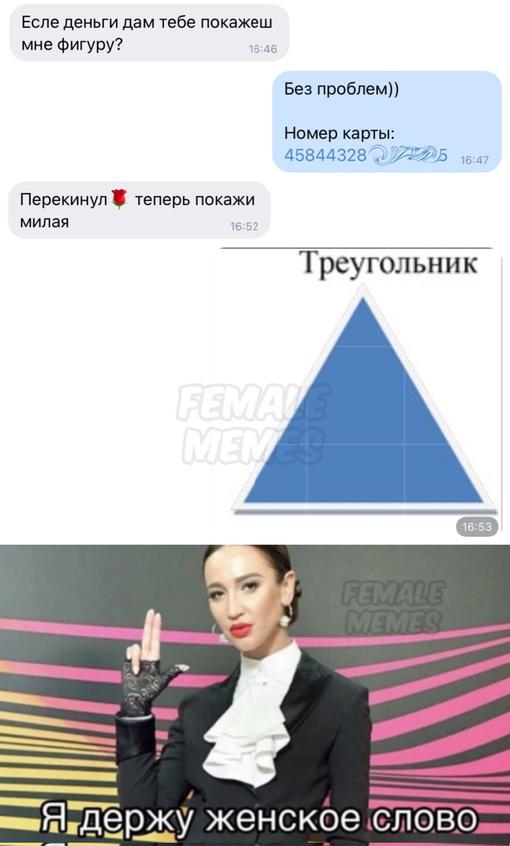 Есле деньги дам тебе покажеш
мне фигуру?
16:46
Без проблем))
Номер карты:
45844328
16:47
Перекинул🌹 теперь покажи
милая
16:52
Треугольник
FEMALE
MEMES
16:53
FEMALE
MEMES
Я держу женское слово